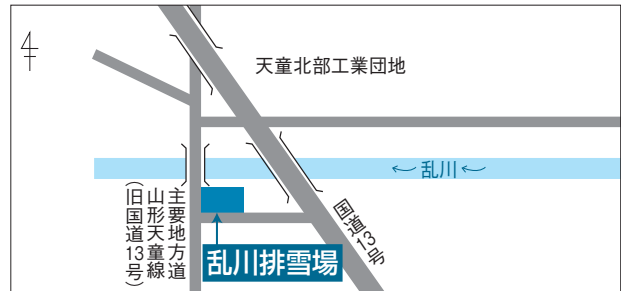 天童北部工業団地
乱川
国道13号
主要地方道
山形天童線
(旧国道13号)
乱川排雪場